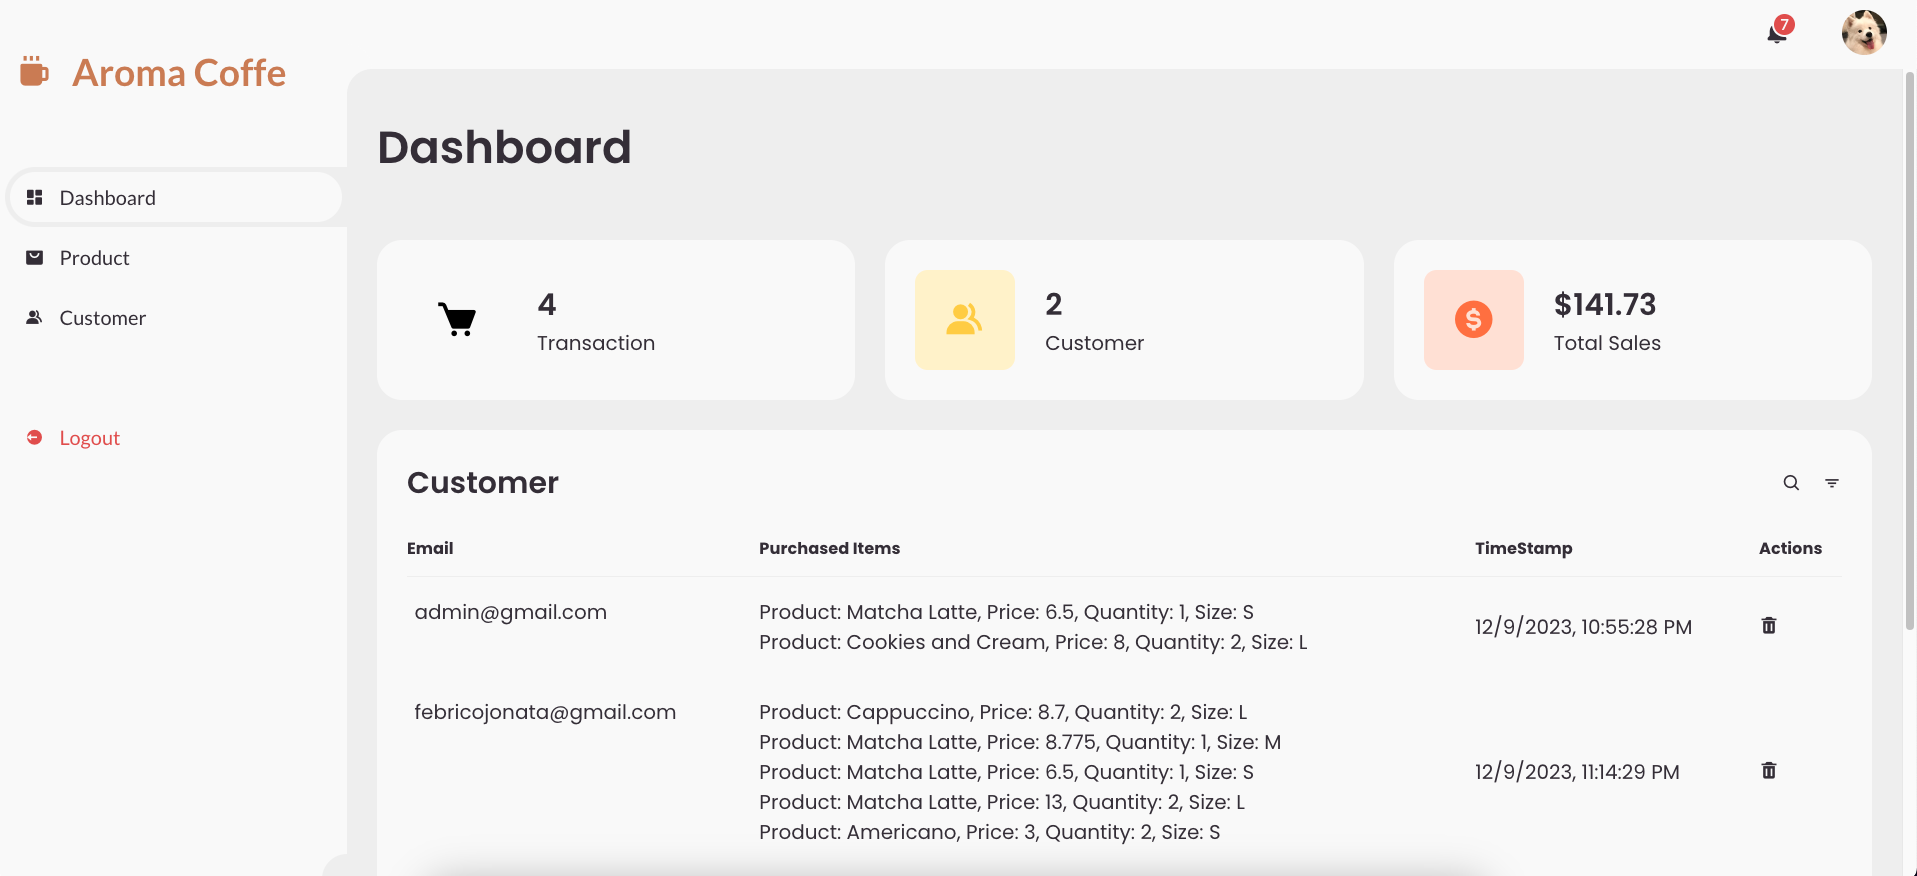 7
Aroma Coffe
Dashboard
Product
Customer
Logout
Dashboard
4
Transaction
2
Customer
$141.73
Total Sales
Customer
Email Purchased Items TimeStamp Actions
admin@gmail.com
Product: Matcha Latte, Price: 6.5, Quantity: 1, Size: S
Product: Cookies and Cream, Price: 8, Quantity: 2, Size: L
12/9/2023, 10:55:28 PM
febricojonata@gmail.com
Product: Cappuccino, Price: 8.7, Quantity: 2, Size: L
Product: Matcha Latte, Price: 8.775, Quantity: 1, Size: M
Product: Matcha Latte, Price: 6.5, Quantity: 1, Size: S
Product: Matcha Latte, Price: 13, Quantity: 2, Size: L
Product: Americano, Price: 3, Quantity: 2, Size: S
12/9/2023, 11:14:29 PM